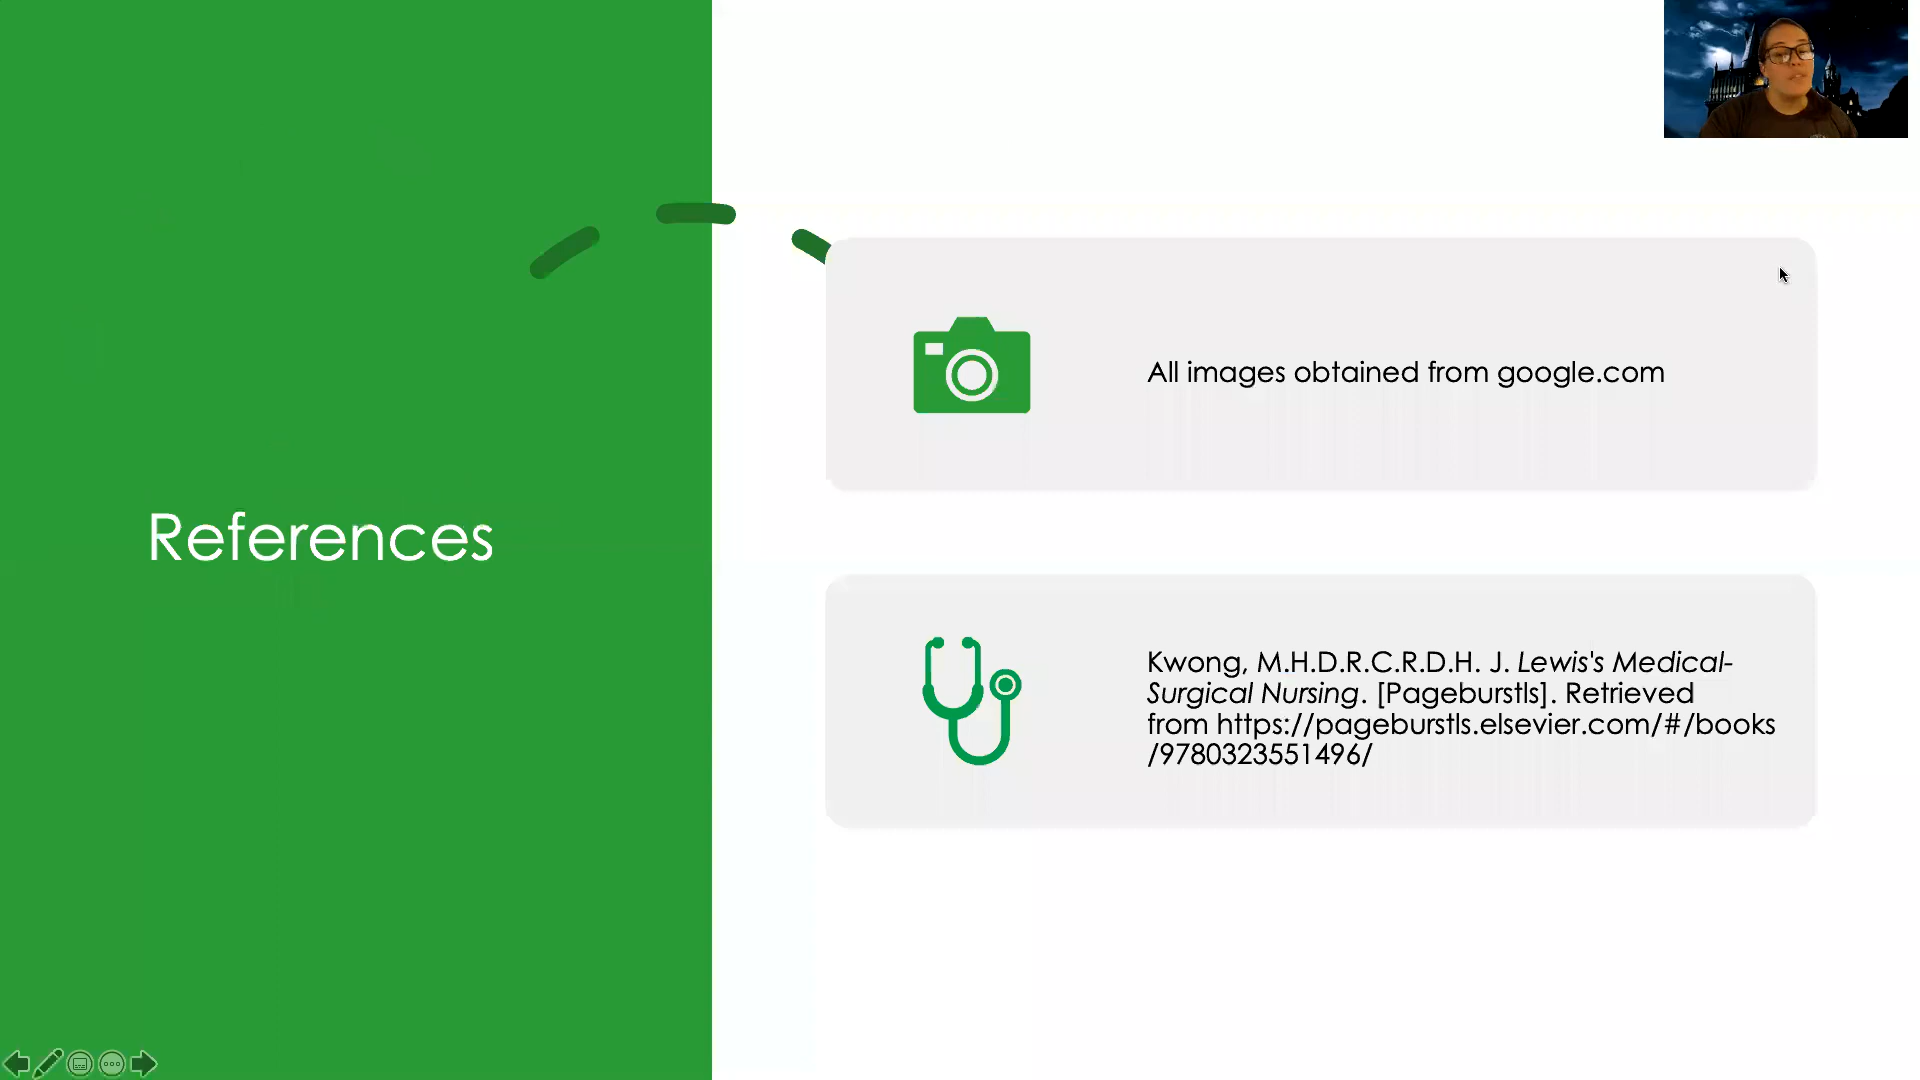 References
All images obtained from google.com
Kwong, M.H.D.R.C.R.D.H. J. Lewis's Medical-
Surgical Nursing. [Pageburstls]. Retrieved
from https://pageburstls.elsevier.com/#/books
/9780323551496/